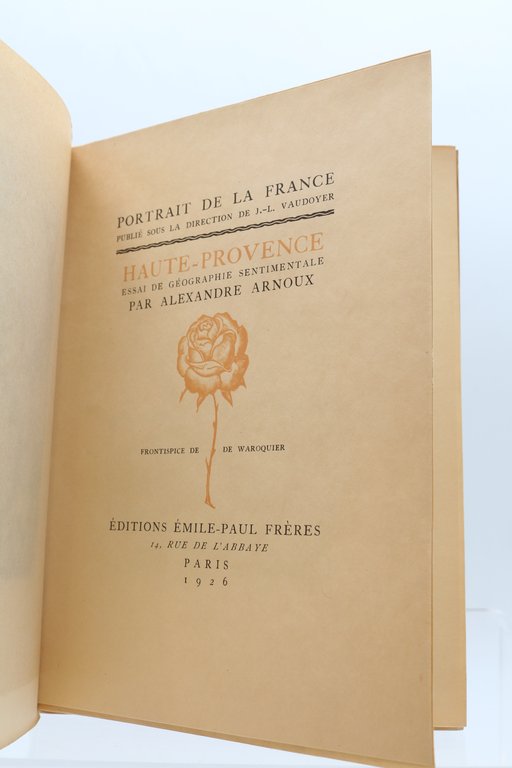 PORTRAIT DE LA FRANCE
PUBLIÉ SOUS LA DIRECTION DE J.-L. VAUDOYER
HAUTE-PROVENCE
ESSAI DE GÉOGRAPHIE SENTIMENTALE
PAR ALEXANDRE ARNOUX
FRONTISPICE DE DE WAROQUIER
ÉDITIONS ÉMILE-PAUL FRÈRES
14, RUE DE L'ABBAYE
PARIS
1926